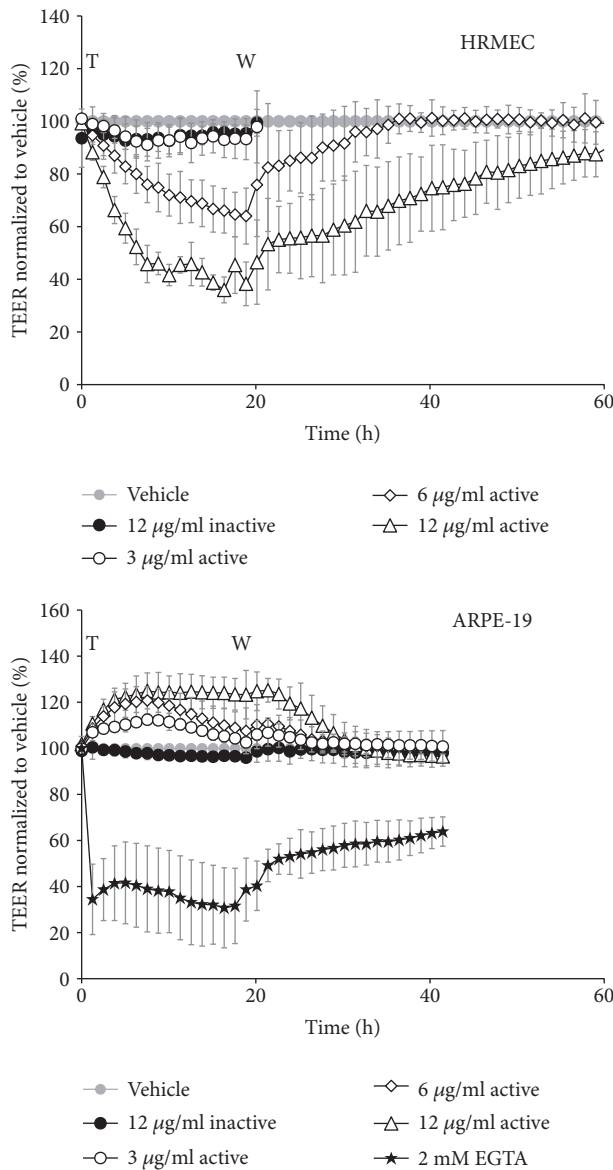 140
120
100
80
60
40
20
0
TEER normalized to vehicle (%)
T
W
HRMEC
0
20
40
60
Time (h)
Vehicle
12 μg/ml inactive
3 μg/ml active
6 μg/ml active
12 μg/ml active
160
140
120
100
80
60
40
20
0
TEER normalized to vehicle (%)
T
W
ARPE-19
0
20
40
60
Time (h)
Vehicle
12 μg/ml inactive
3 μg/ml active
6 μg/ml active
12 μg/ml active
2 mM EGTA